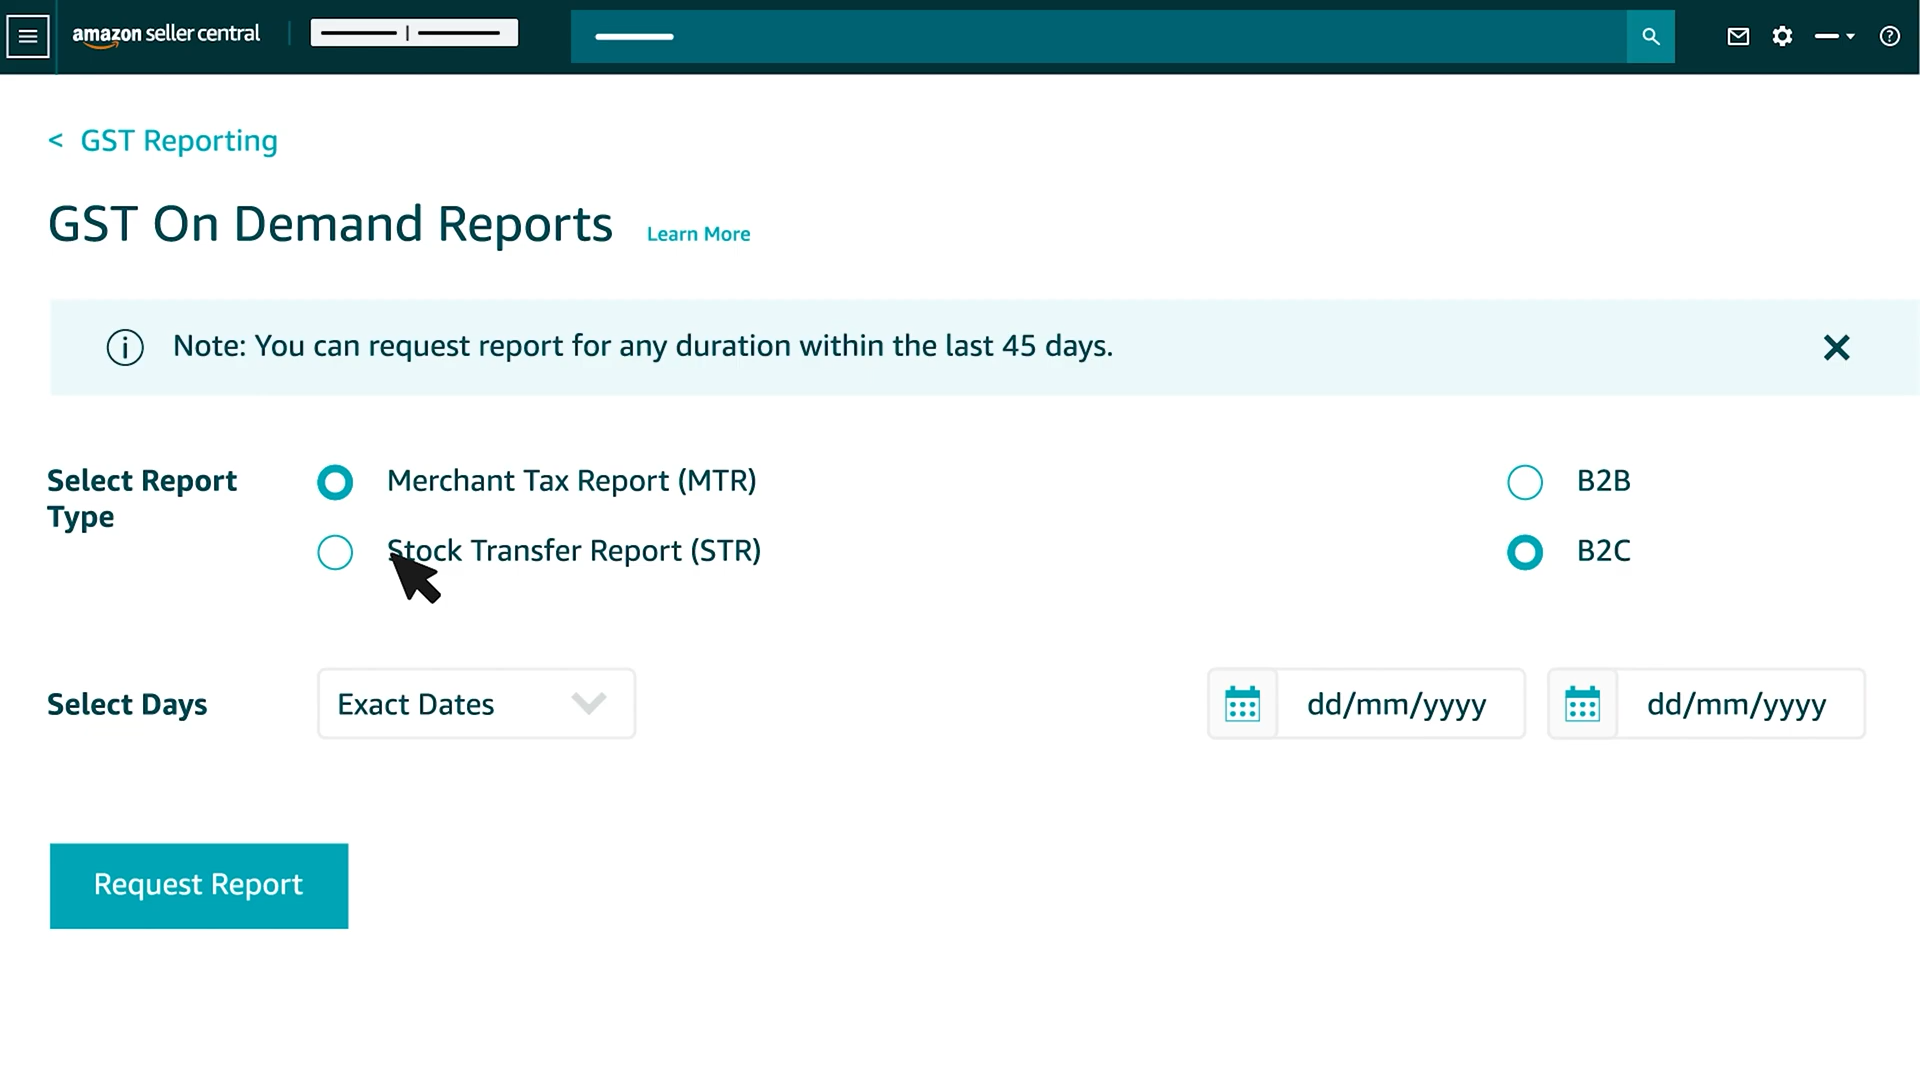 amazon seller central
< GST Reporting
GST On Demand Reports Learn More
Note: You can request report for any duration within the last 45 days.
Select Report Type
Merchant Tax Report (MTR)
B2B
Stock Transfer Report (STR)
B2C
Select Days
Exact Dates
dd/mm/yyyy
dd/mm/yyyy
Request Report